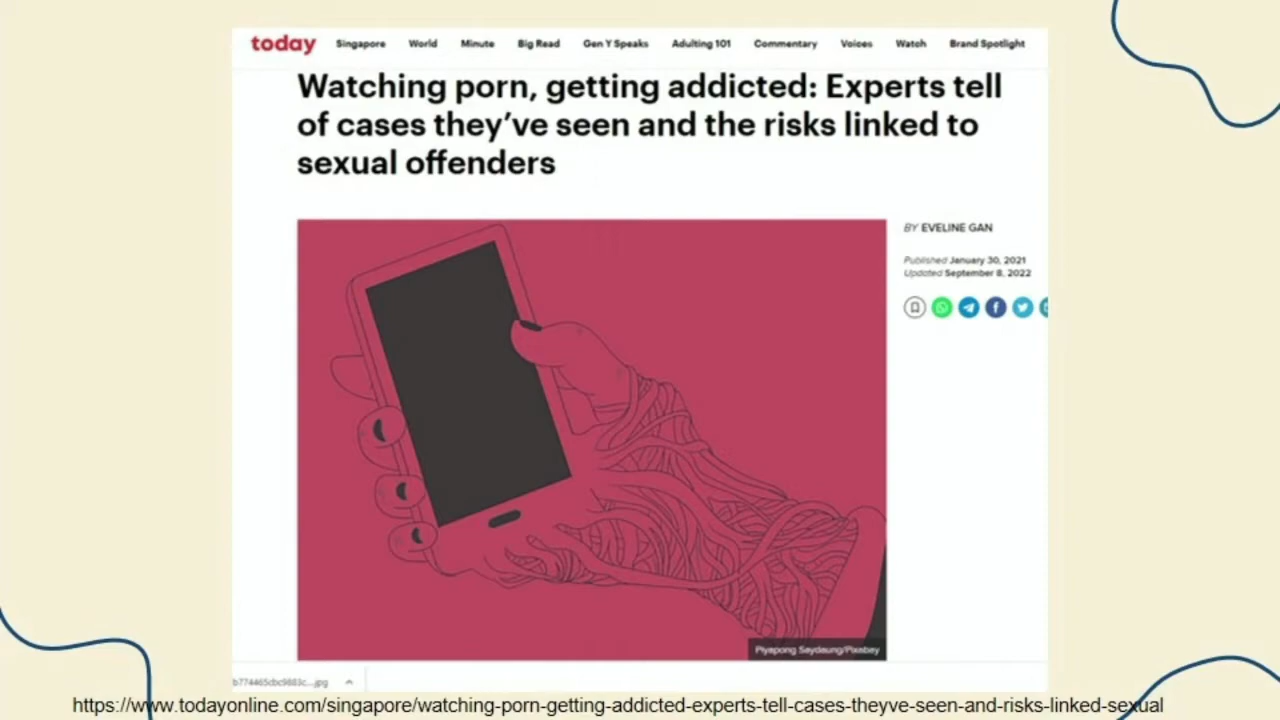 today Singapore World Minute Big Read Gen Y Speaks Adulting 101 Commentary Voices Watch Brand Spotlight
Watching porn, getting addicted: Experts tell
of cases they've seen and the risks linked to
sexual offenders
BY EVELINE GAN
Published January 30, 2021
Updated September 8, 2022
Piyapong Saydaung/Pixabay
b774465cbc9883c...jpg
https://www.todayonline.com/singapore/watching-porn-getting-addicted-experts-tell-cases-theyve-seen-and-risks-linked-sexual